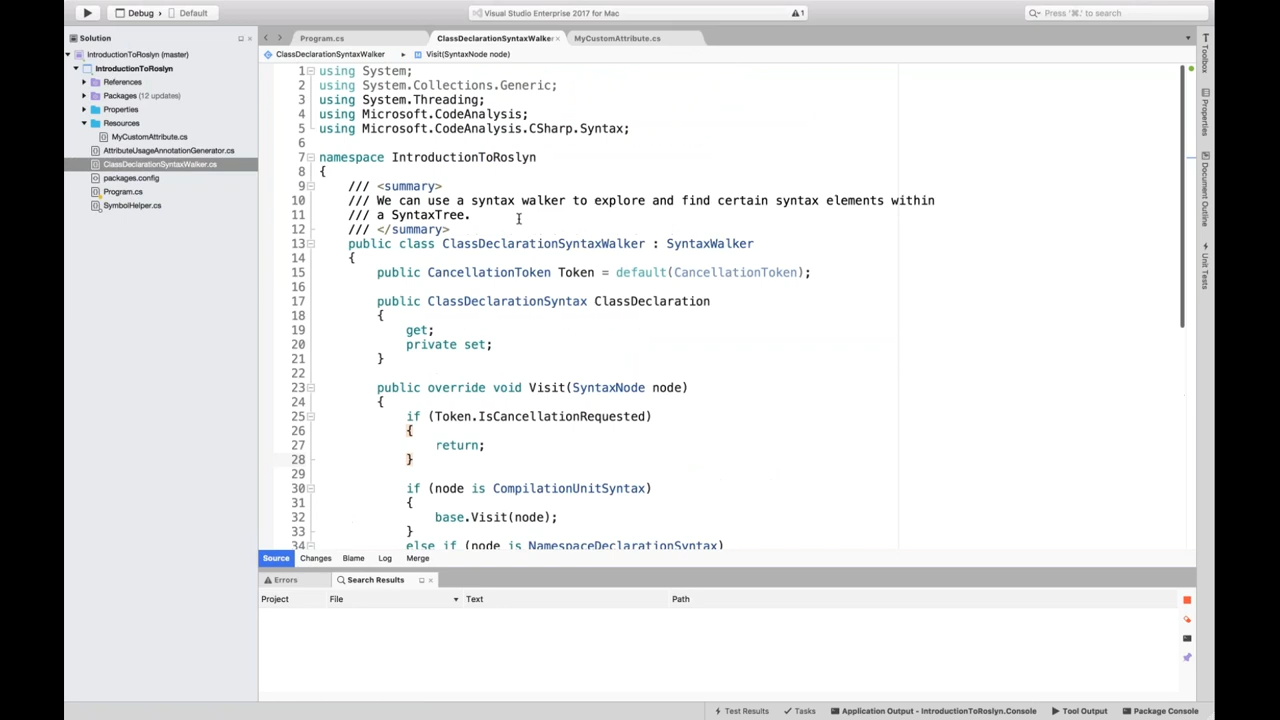 Debug
Default
Visual Studio Enterprise 2017 for Mac
1
Press '⌘.' to search
Solution
IntroductionToRoslyn (master)
IntroductionToRoslyn
References
Packages (12 updates)
Properties
Resources
MyCustomAttribute.cs
AttributeUsageAnnotationGenerator.cs
ClassDeclarationSyntaxWalker.cs
packages.config
Program.cs
SymbolHelper.cs
Program.cs
ClassDeclarationSyntaxWalker.
MyCustomAttribute.cs
ClassDeclarationSyntaxWalker
Visit(SyntaxNode node)
1 using System;
2 using System.Collections.Generic;
3 using System.Threading;
4 using Microsoft.CodeAnalysis;
5 using Microsoft.CodeAnalysis.CSharp.Syntax;
6
7 namespace IntroductionToRoslyn
8 {
9 /// <summary>
10 /// We can use a syntax walker to explore and find certain syntax elements within
11 /// a SyntaxTree.
12 /// </summary>
13 public class ClassDeclarationSyntaxWalker : SyntaxWalker
14 {
15 public CancellationToken Token = default(CancellationToken);
16
17 public ClassDeclarationSyntax ClassDeclaration
18 {
19 get;
20 private set;
21 }
22
23 public override void Visit(SyntaxNode node)
24 {
25 if (Token.IsCancellationRequested)
26 {
27 return;
28 }
29
30 if (node is CompilationUnitSyntax)
31 {
32 base.Visit(node);
33 }
34 else if (node is NamespaceDeclarationSyntax)
Source Changes Blame Log Merge
Errors
Search Results
Project File Text Path
Toolbox
Properties
Document Outline
Unit Tests
Test Results
Tasks
Application Output - IntroductionToRoslyn.Console
Tool Output
Package Console